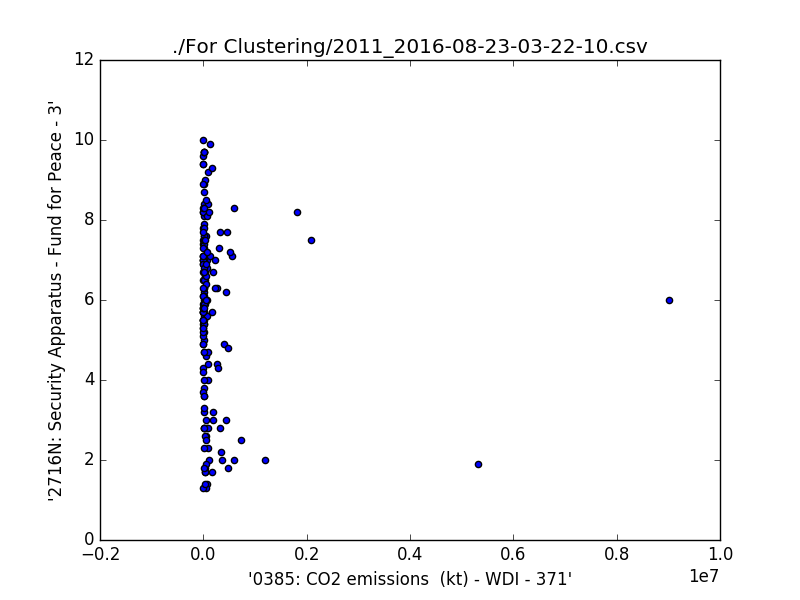 ./For Clustering/2011_2016-08-23-03-22-10.csv
12
10
8
6
4
2
0
'2716N: Security Apparatus - Fund for Peace - 3'
−0.2 0.0 0.2 0.4 0.6 0.8 1.0
1e7
'0385: CO2 emissions  (kt) - WDI - 371'